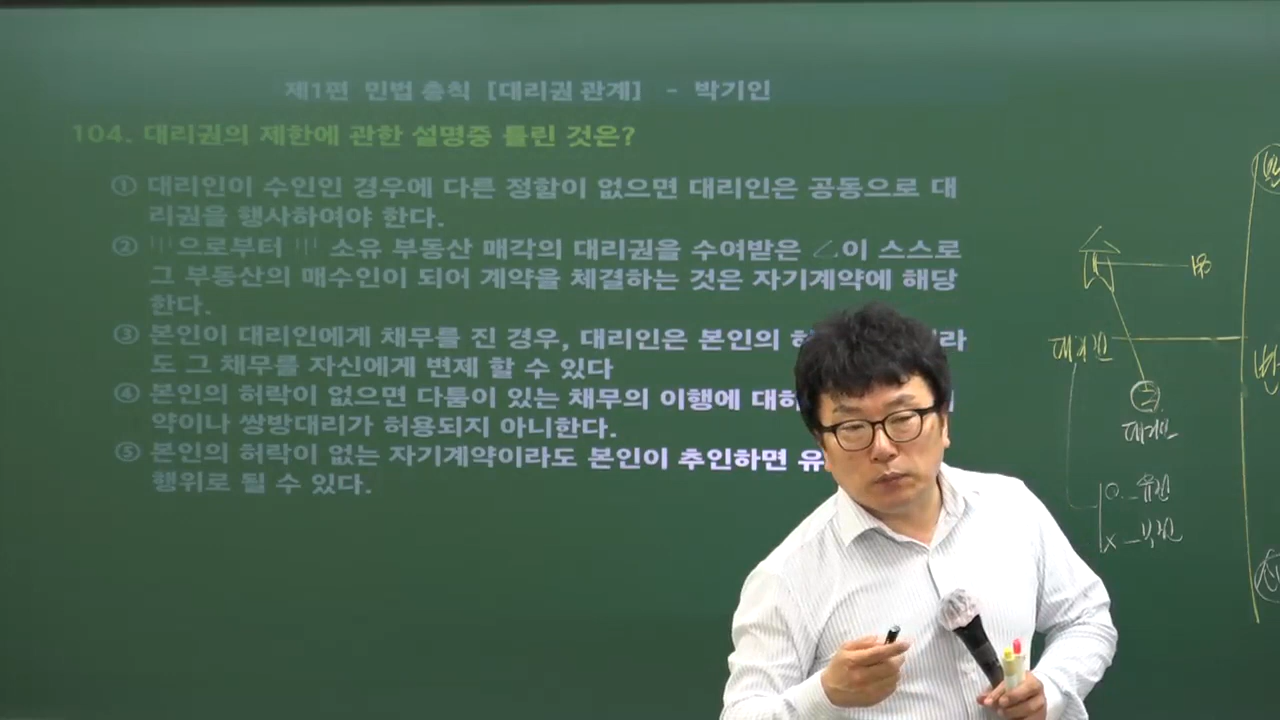 제1편 민법 총칙 [대리권 관계] - 박기인
104. 대리권의 제한에 관한 설명중 틀린 것은?
① 대리인이 수인인 경우에 다른 정함이 없으면 대리인은 공동으로 대
리권을 행사하여야 한다.
② 으로부터 소유 부동산 매각의 대리권을 수여받은 乙이 스스로
그 부동산의 매수인이 되어 계약을 체결하는 것은 자기계약에 해당
한다.
③ 본인이 대리인에게 채무를 진 경우, 대리인은 본인의 라
도 그 채무를 자신에게 변제 할 수 있다
④ 본인의 허락이 없으면 다툼이 있는 채무의 이행에 대하
약이나 쌍방대리가 허용되지 아니한다.
⑤ 본인의 허락이 없는 자기계약이라도 본인이 추인하면 유
행위로 될 수 있다.
대리권
乙
대리인
O - 유권
X - 무권